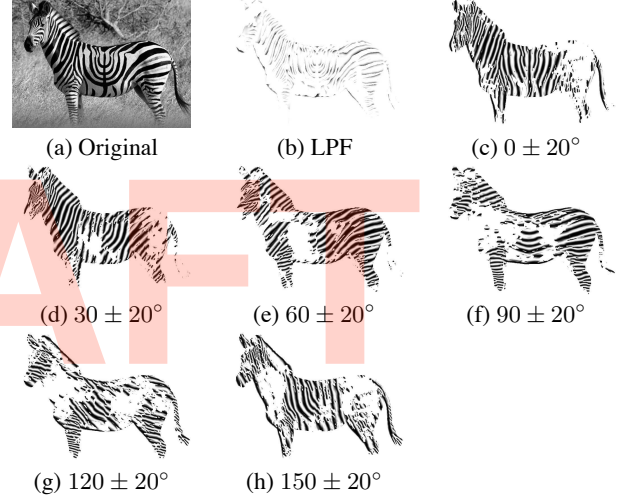 (a) Original
(b) LPF
(c) 0 ± 20°
(d) 30 ± 20°
(e) 60 ± 20°
(f) 90 ± 20°
(g) 120 ± 20°
(h) 150 ± 20°
AFT